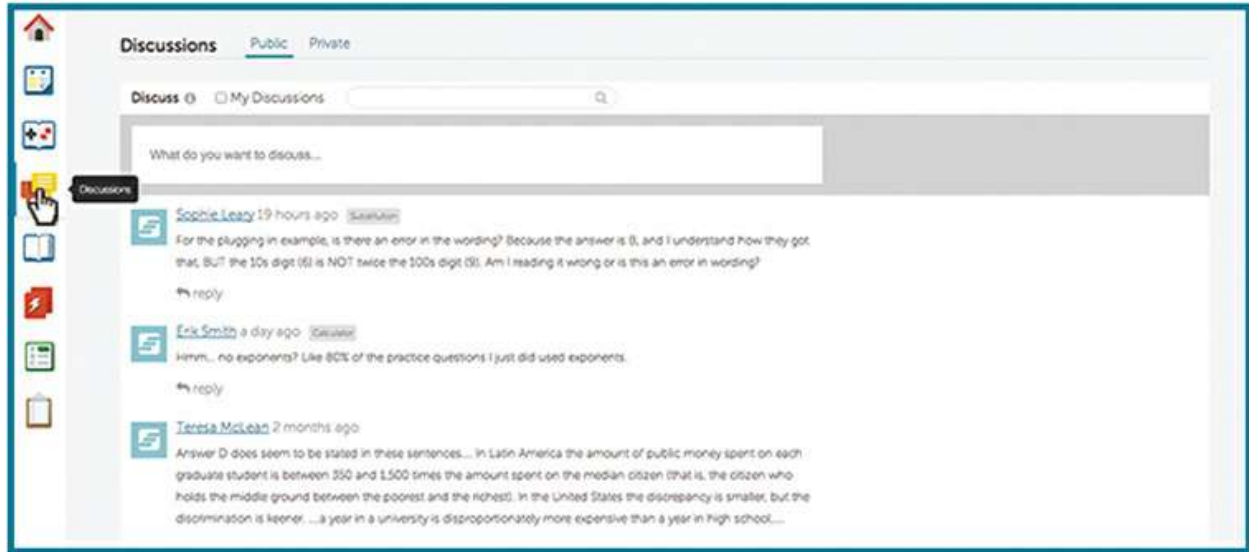 Discussions Public Private
Discuss My Discussions
What do you want to discuss...
Discussions
Sophie Leary 19 hours ago Substitution
For the plugging in example, is there an error in the wording? Because the answer is B, and I understand how they got
that, BUT the 10s digit (6) is NOT twice the 100s digit (9). Am I reading it wrong or is this an error in wording?
reply
Erik Smith a day ago Calculator
Hmm... no exponents? Like 80% of the practice questions I just did used exponents.
reply
Teresa McLean 2 months ago
Answer D does seem to be stated in these sentences.... In Latin America the amount of public money spent on each
graduate student is between 350 and 1,500 times the amount spent on the median citizen (that is, the citizen who
holds the middle ground between the poorest and the richest). In the United States the discrepancy is smaller, but the
discrimination is keener. ....a year in a university is disproportionately more expensive than a year in high school.....